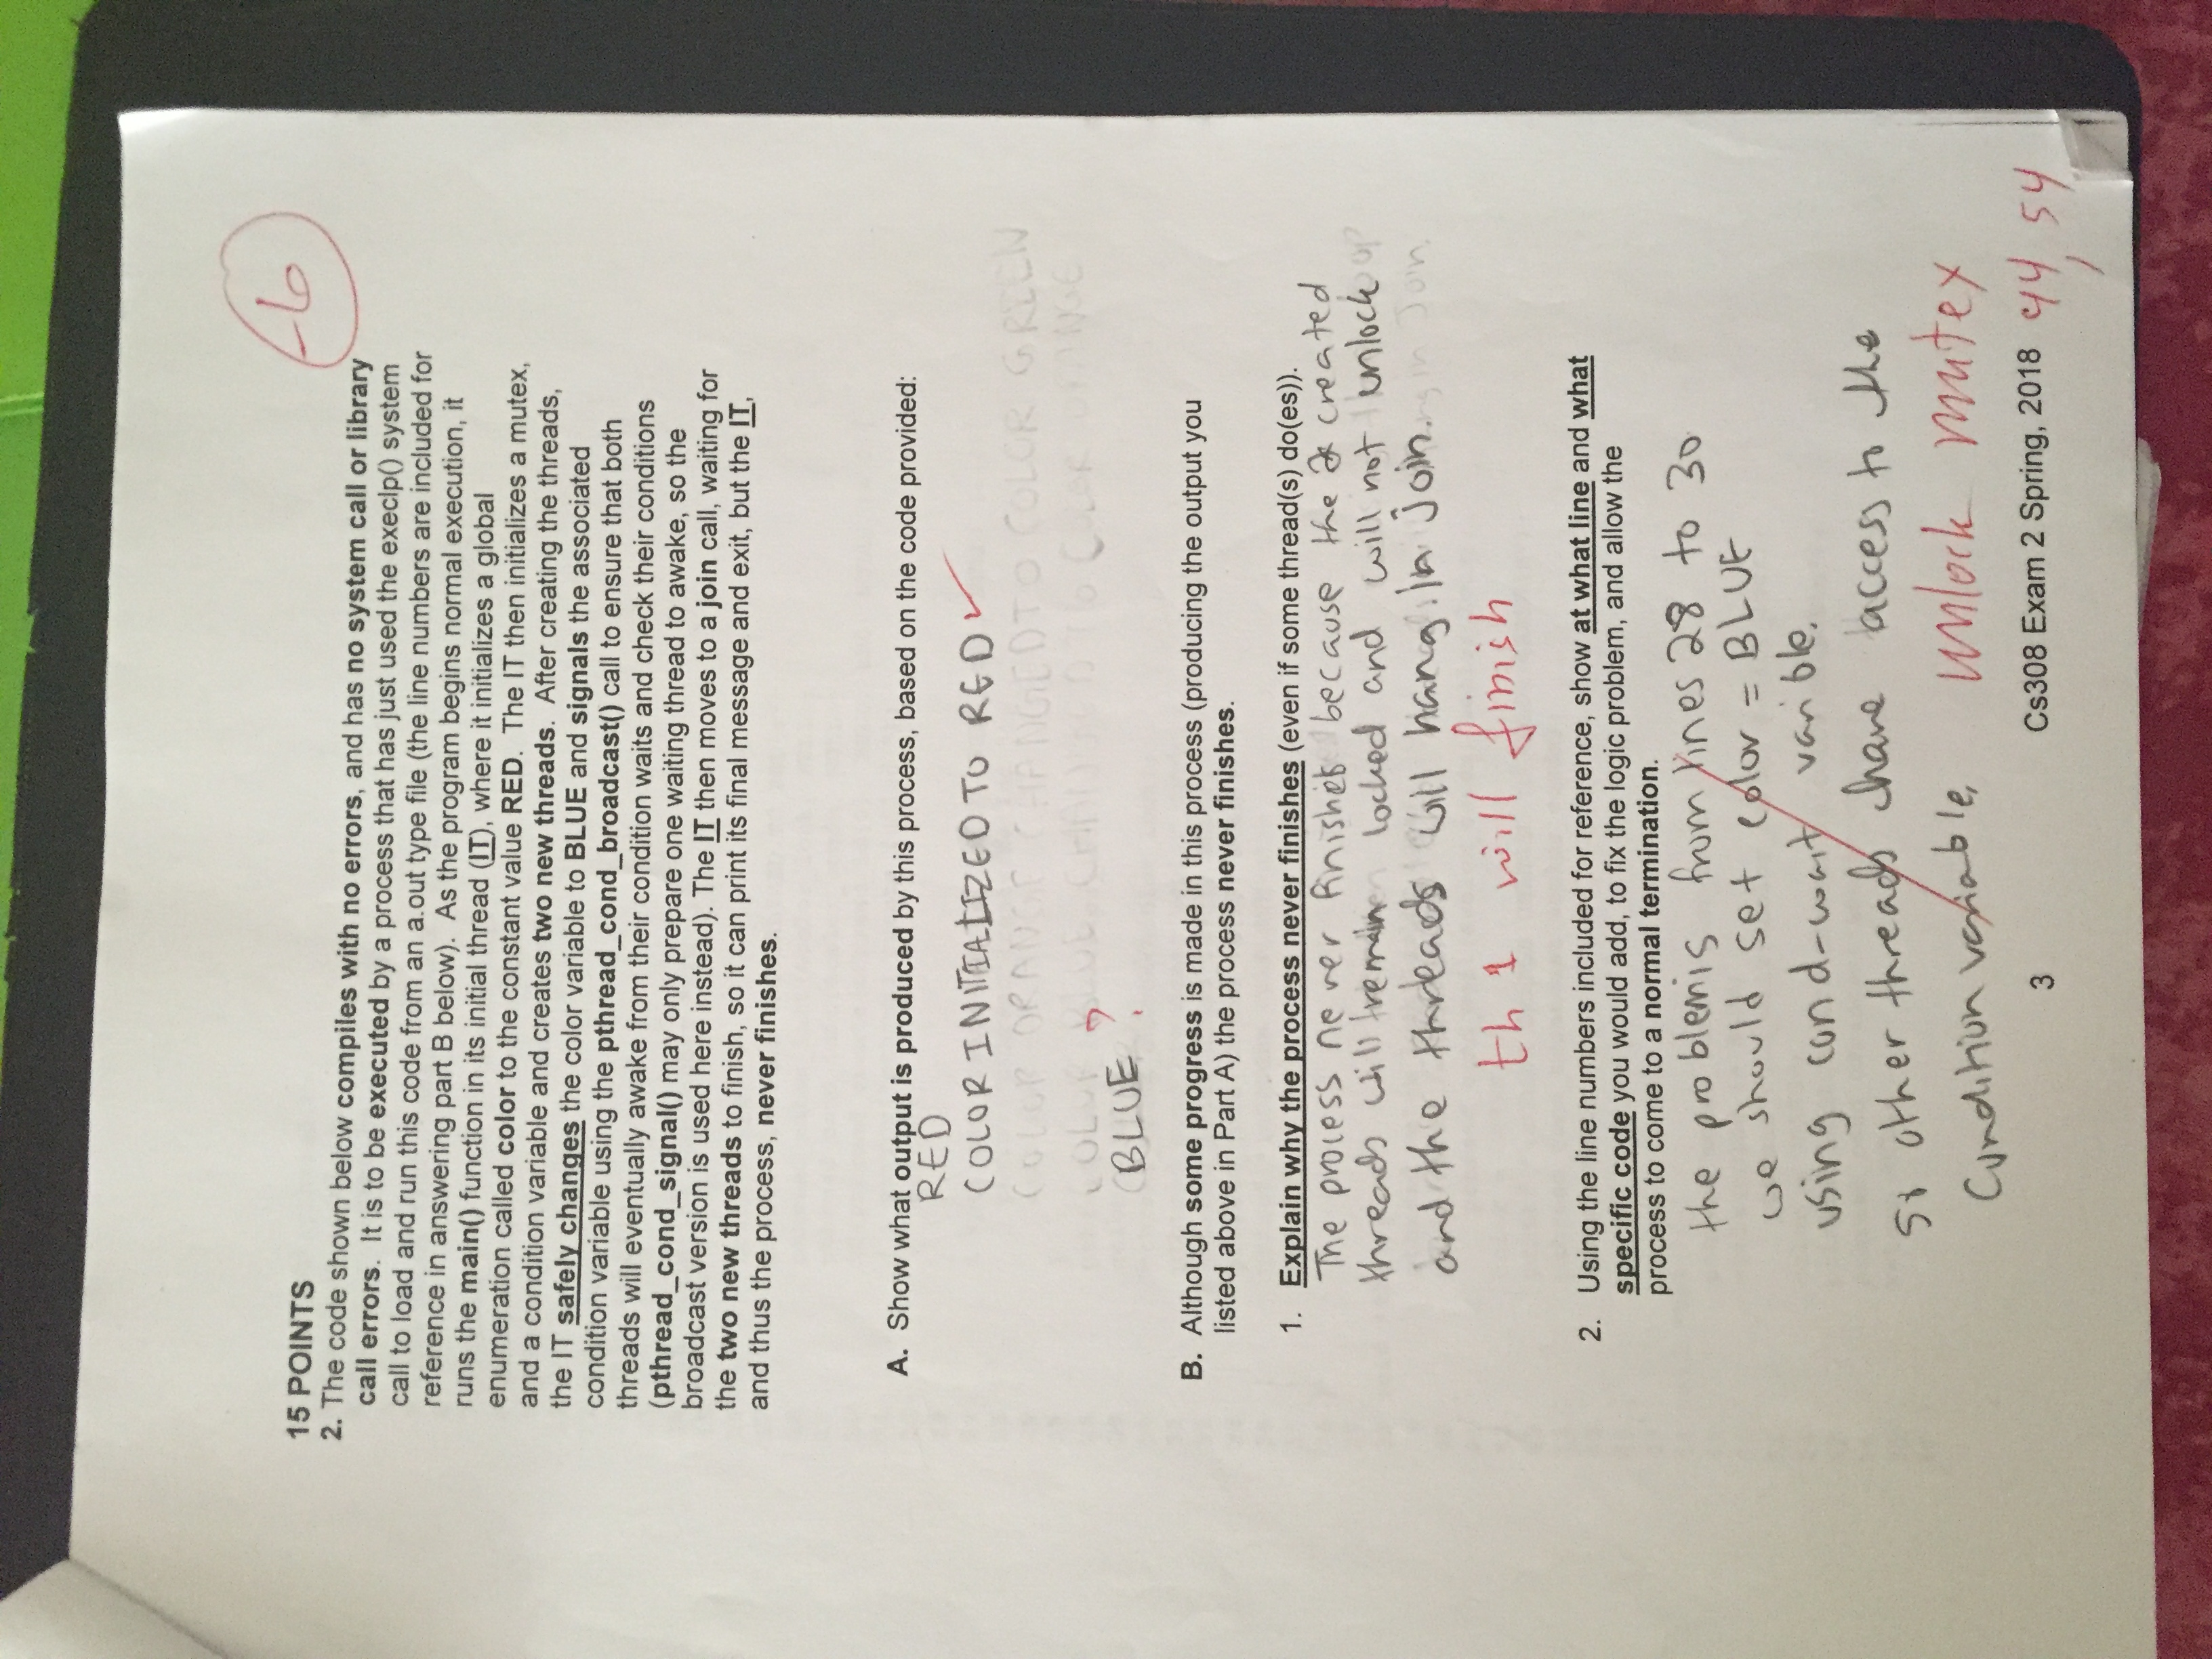 -6
15 POINTS
2. The code shown below compiles with no errors, and has no system call or library
call errors. It is to be executed by a process that has just used the execlp() system
call to load and run this code from an a.out type file (the line numbers are included for
reference in answering part B below). As the program begins normal execution, it
runs the main() function in its initial thread (IT), where it initializes a global
enumeration called color to the constant value RED. The IT then initializes a mutex,
and a condition variable and creates two new threads. After creating the threads,
the IT safely changes the color variable to BLUE and signals the associated
condition variable using the pthread_cond_broadcast() call to ensure that both
threads will eventually awake from their condition waits and check their conditions
(pthread_cond_signal() may only prepare one waiting thread to awake, so the
broadcast version is used here instead). The IT then moves to a join call, waiting for
the two new threads to finish, so it can print its final message and exit, but the IT,
and thus the process, never finishes.
A. Show what output is produced by this process, based on the code provided:
RED
COLOR INITIALIZED TO RED ✓
COLOR ORANGE CHANGED TO COLOR GREEN
COLOR BLUE CHANGED TO COLOR ORANGE
BLUE ?
B. Although some progress is made in this process (producing the output you
listed above in Part A) the process never finishes.
1. Explain why the process never finishes (even if some thread(s) do(es)).
The process never finishes because the created
threads will remain locked and will not unlock
and the threads will hang. In join.
th 1 will finish
2. Using the line numbers included for reference, show at what line and what
specific code you would add, to fix the logic problem, and allow the
process to come to a normal termination.
the problem is from lines 28 to 30
we should set color = BLUE
using cond-wait varible.
so other threads have access to the
Condition variable,
unlock mutex
3
Cs308 Exam 2 Spring, 2018
44, 54